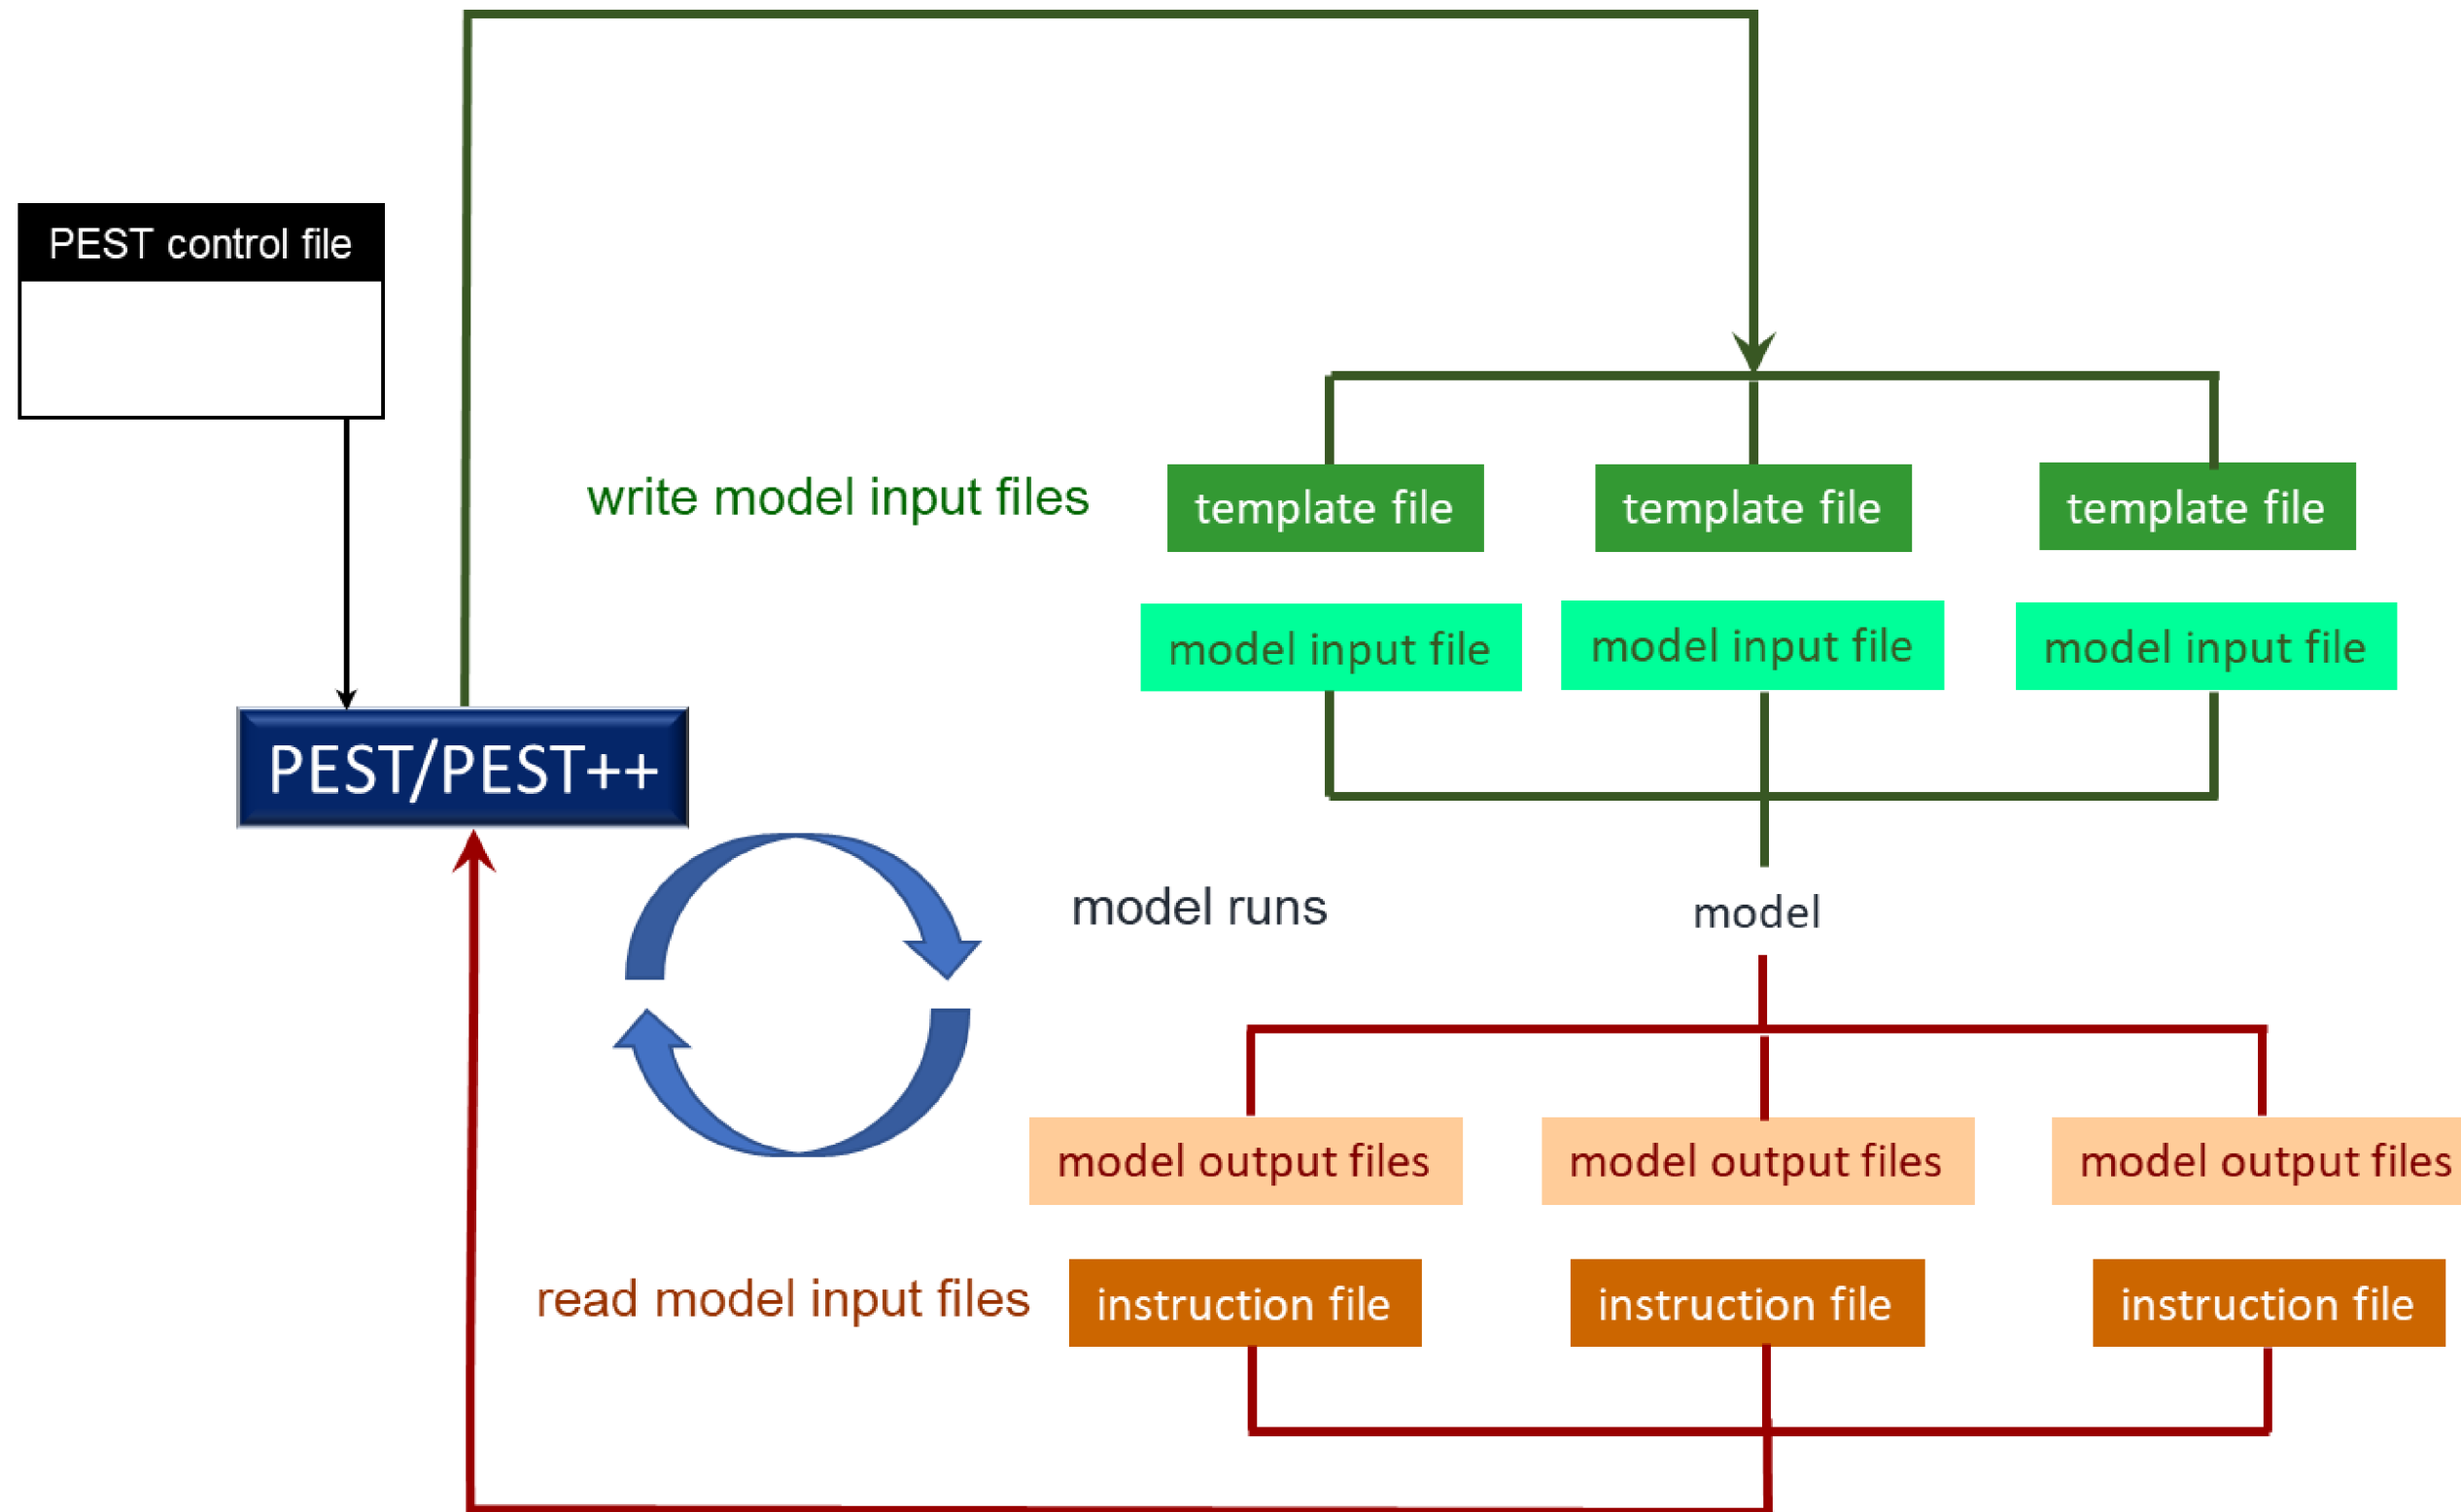 PEST control file
write model input files
template file
template file
template file
model input file
model input file
model input file
PEST/PEST++
model runs
model
model output files
model output files
model output files
read model input files
instruction file
instruction file
instruction file